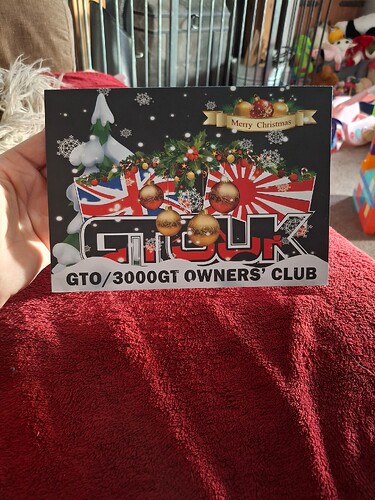 Merry Christmas
GTOUK
GTO/3000GT OWNERS' CLUB